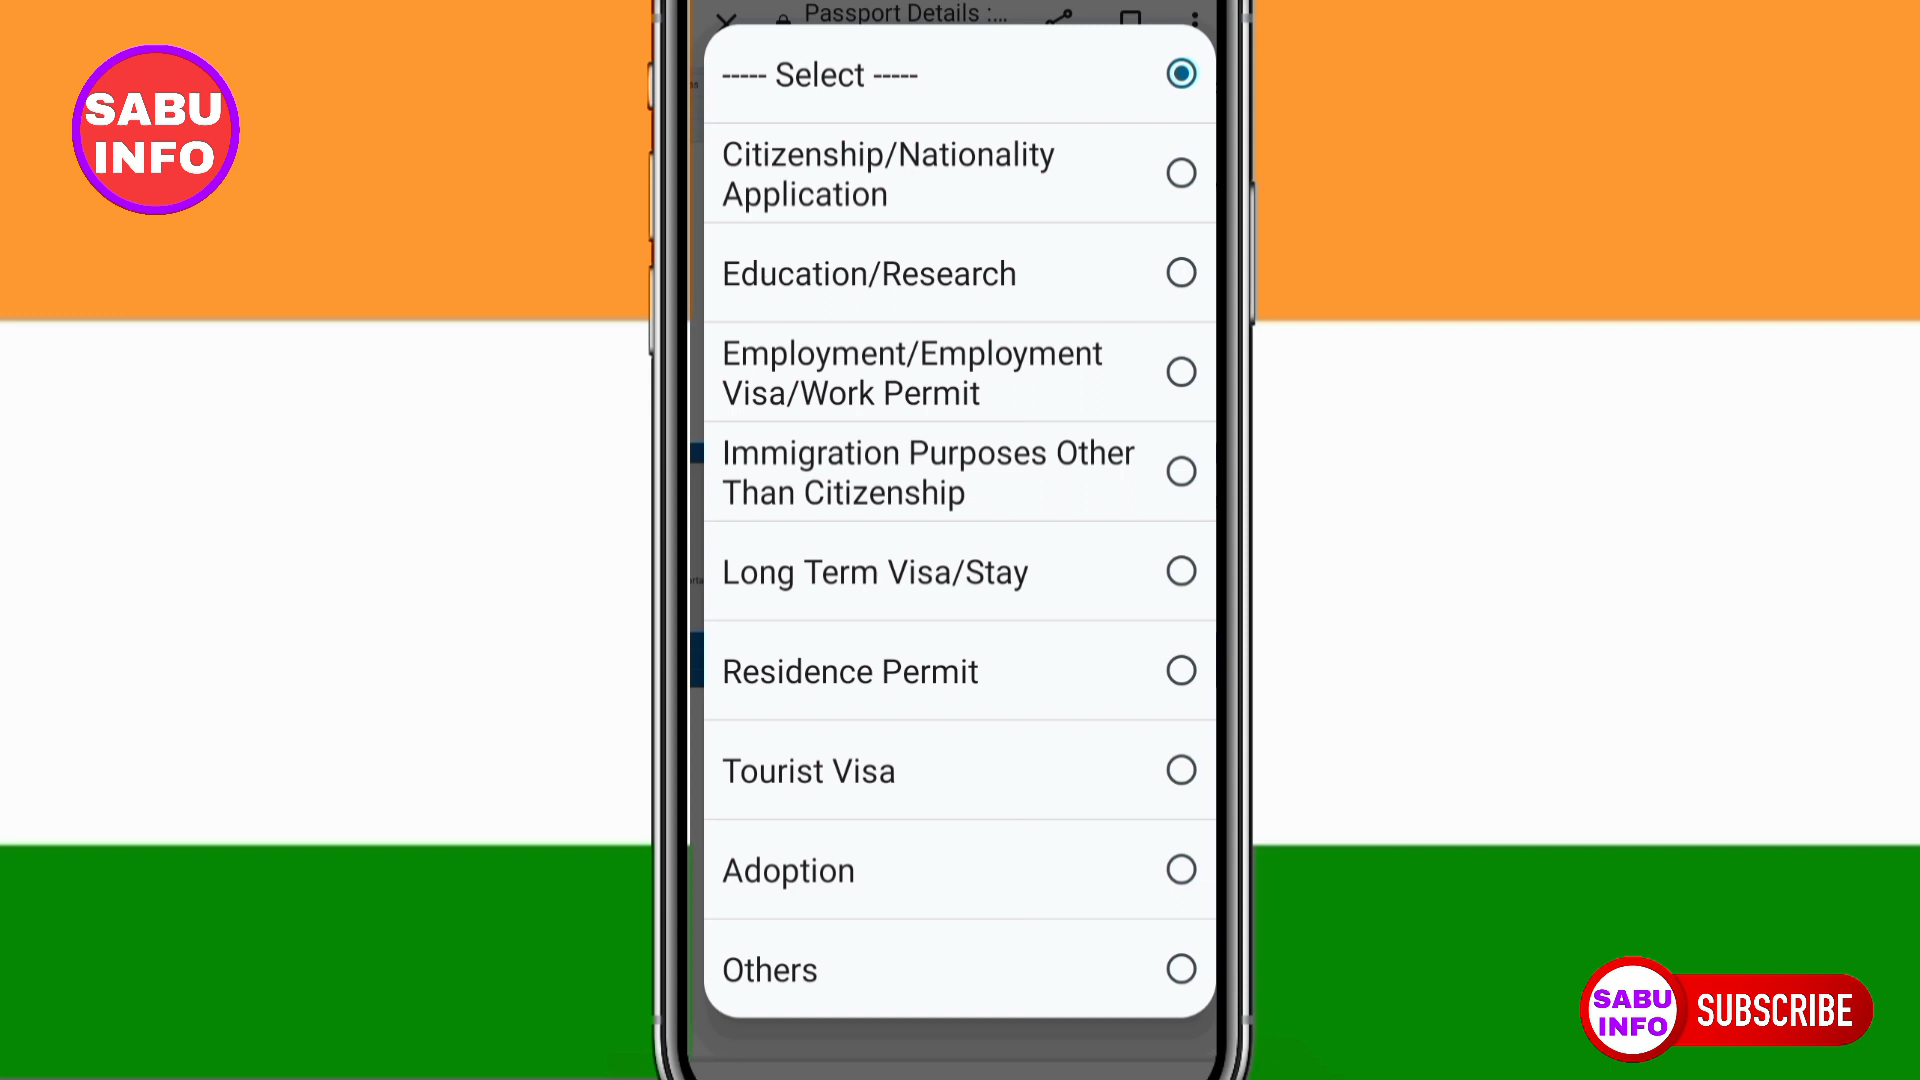 Passport Details :...
SABU
INFO
----- Select -----
Citizenship/Nationality
Application
Education/Research
Employment/Employment
Visa/Work Permit
Immigration Purposes Other
Than Citizenship
Long Term Visa/Stay
Residence Permit
Tourist Visa
Adoption
Others
SABU
INFO
SUBSCRIBE